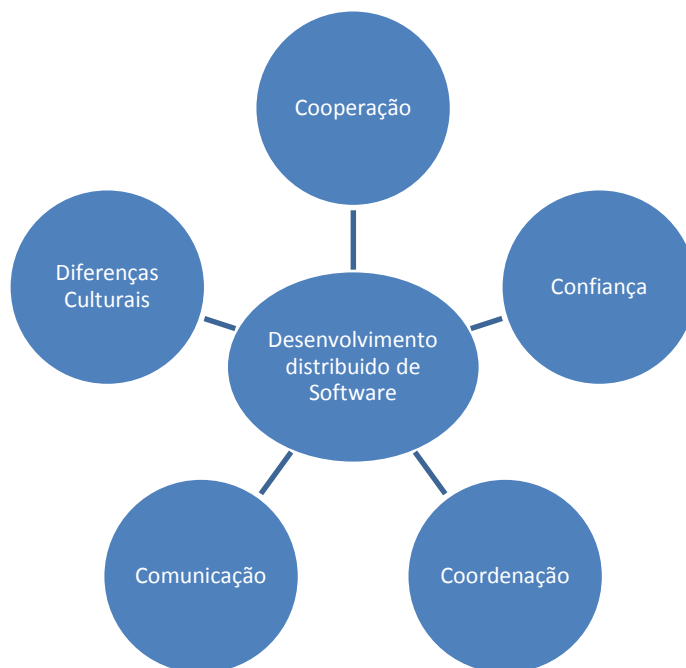 Cooperação
Diferenças
Culturais
Confiança
Desenvolvimento
distribuido de
Software
Comunicação
Coordenação